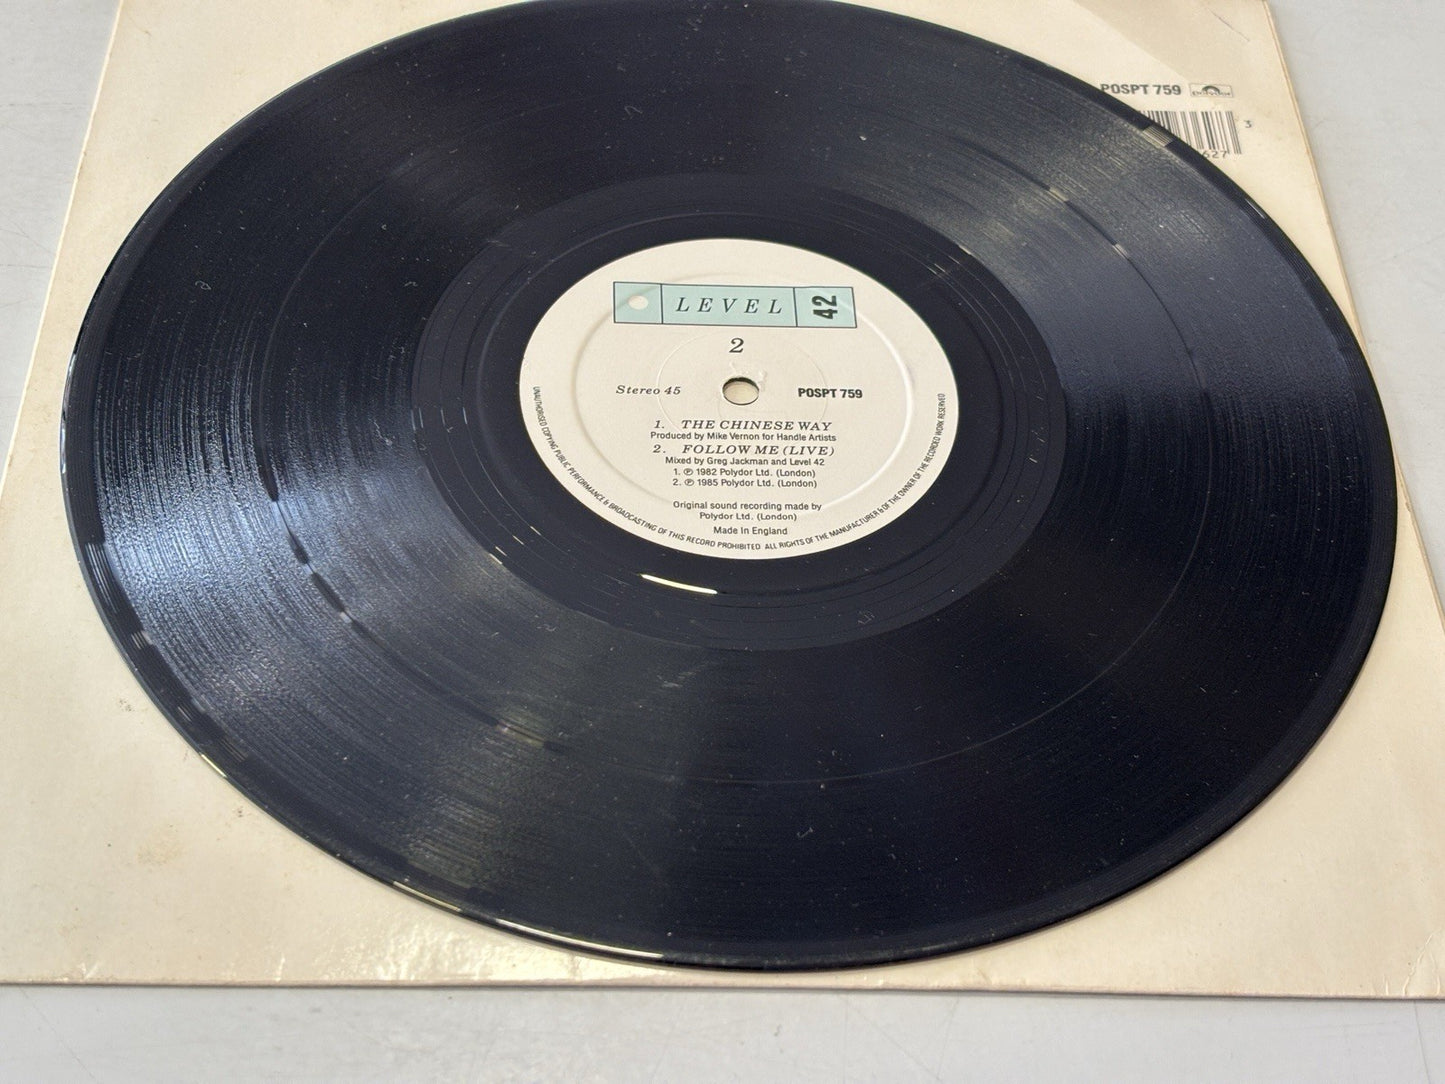 POSPT 759 polydor
3
627
LEVEL 42
2
Stereo 45 POSPT 759
1. THE CHINESE WAY
Produced by Mike Vernon for Handle Artists
2. FOLLOW ME (LIVE)
Mixed by Greg Jackman and Level 42
1. ℗ 1982 Polydor Ltd. (London)
2. ℗ 1985 Polydor Ltd. (London)
Original sound recording made by
Polydor Ltd. (London)
Made in England
UNAUTHORISED COPYING PUBLIC PERFORMANCE & BROADCASTING OF THIS RECORD PROHIBITED ALL RIGHTS OF THE MANUFACTURER & OF THE OWNER OF THE RECORDED WORK RESERVED